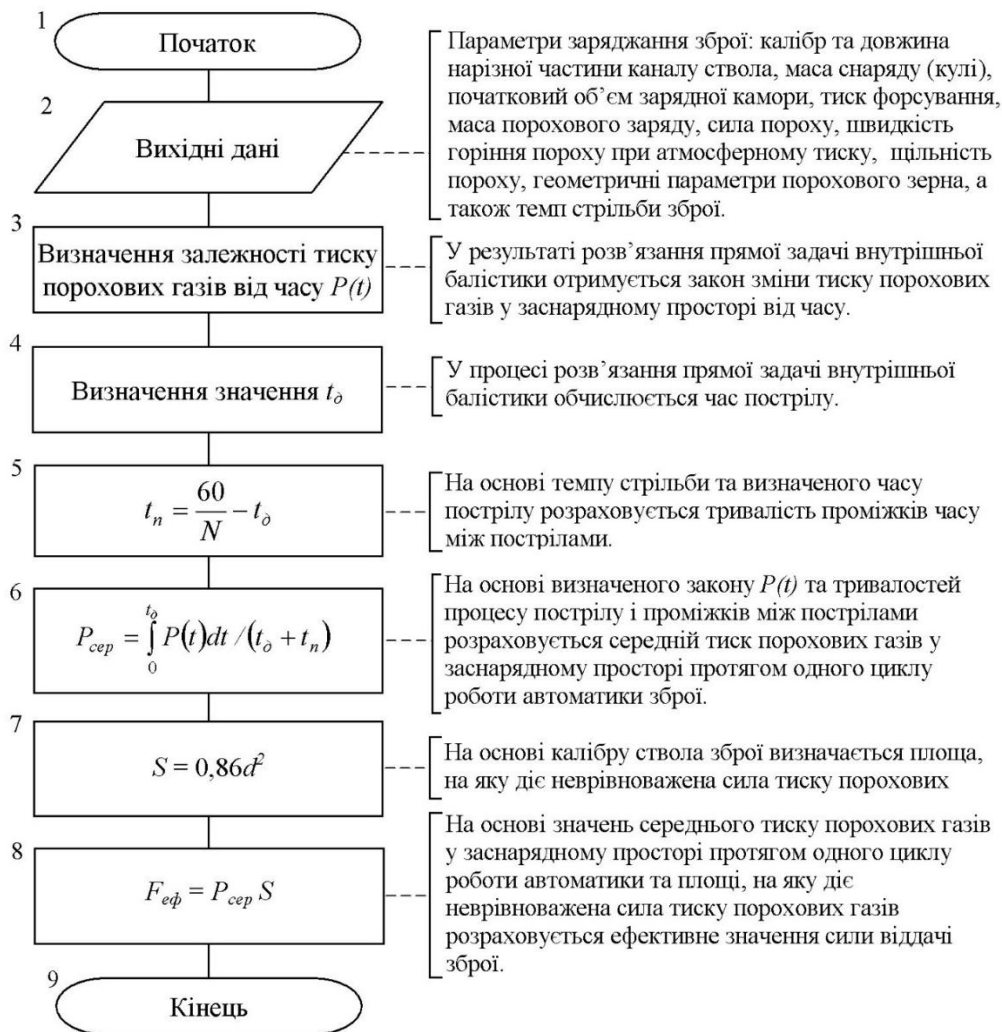 1
Початок
Параметри заряджання зброї: калібр та довжина
нарізної частини каналу ствола, маса снаряду (кулі),
початковий об’єм зарядної камори, тиск форсування,
маса порохового заряду, сила пороху, швидкість
горіння пороху при атмосферному тиску, щільність
пороху, геометричні параметри порохового зерна, а
також темп стрільби зброї.
2
Вихідні дані
3
Визначення залежності тиску
порохових газів від часу P(t)
У результаті розв’язання прямої задачі внутрішньої
балістики отримується закон зміни тиску порохових
газів у заснарядному просторі від часу.
4
Визначення значення t_д
У процесі розв’язання прямої задачі внутрішньої
балістики обчислюється час пострілу.
5
t_п = 60/N − t_д
На основі темпу стрільби та визначеного часу
пострілу розраховується тривалість проміжків часу
між пострілами.
6
P_сер = ∫₀^{t_д} P(t)dt / (t_д + t_п)
На основі визначеного закону P(t) та тривалостей
процесу пострілу і проміжків між пострілами
розраховується середній тиск порохових газів у
заснарядному просторі протягом одного циклу
роботи автоматики зброї.
7
S = 0,86d²
На основі калібру ствола зброї визначається площа,
на яку діє неврівноважена сила тиску порохових
8
F_еф = P_сер S
На основі значень середнього тиску порохових газів
у заснарядному просторі протягом одного циклу
роботи автоматики та площі, на яку діє
неврівноважена сила тиску порохових газів
розраховується ефективне значення сили віддачі
зброї.
9
Кінець